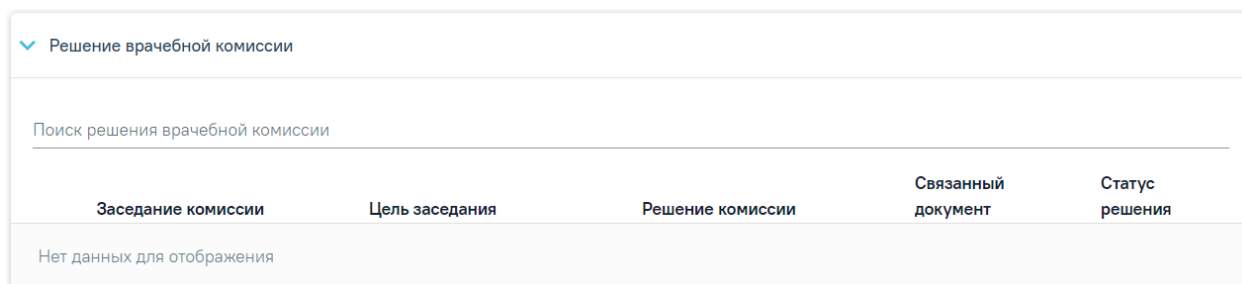 Решение врачебной комиссии
Поиск решения врачебной комиссии
Заседание комиссии Цель заседания Решение комиссии Связанный документ Статус решения
Нет данных для отображения